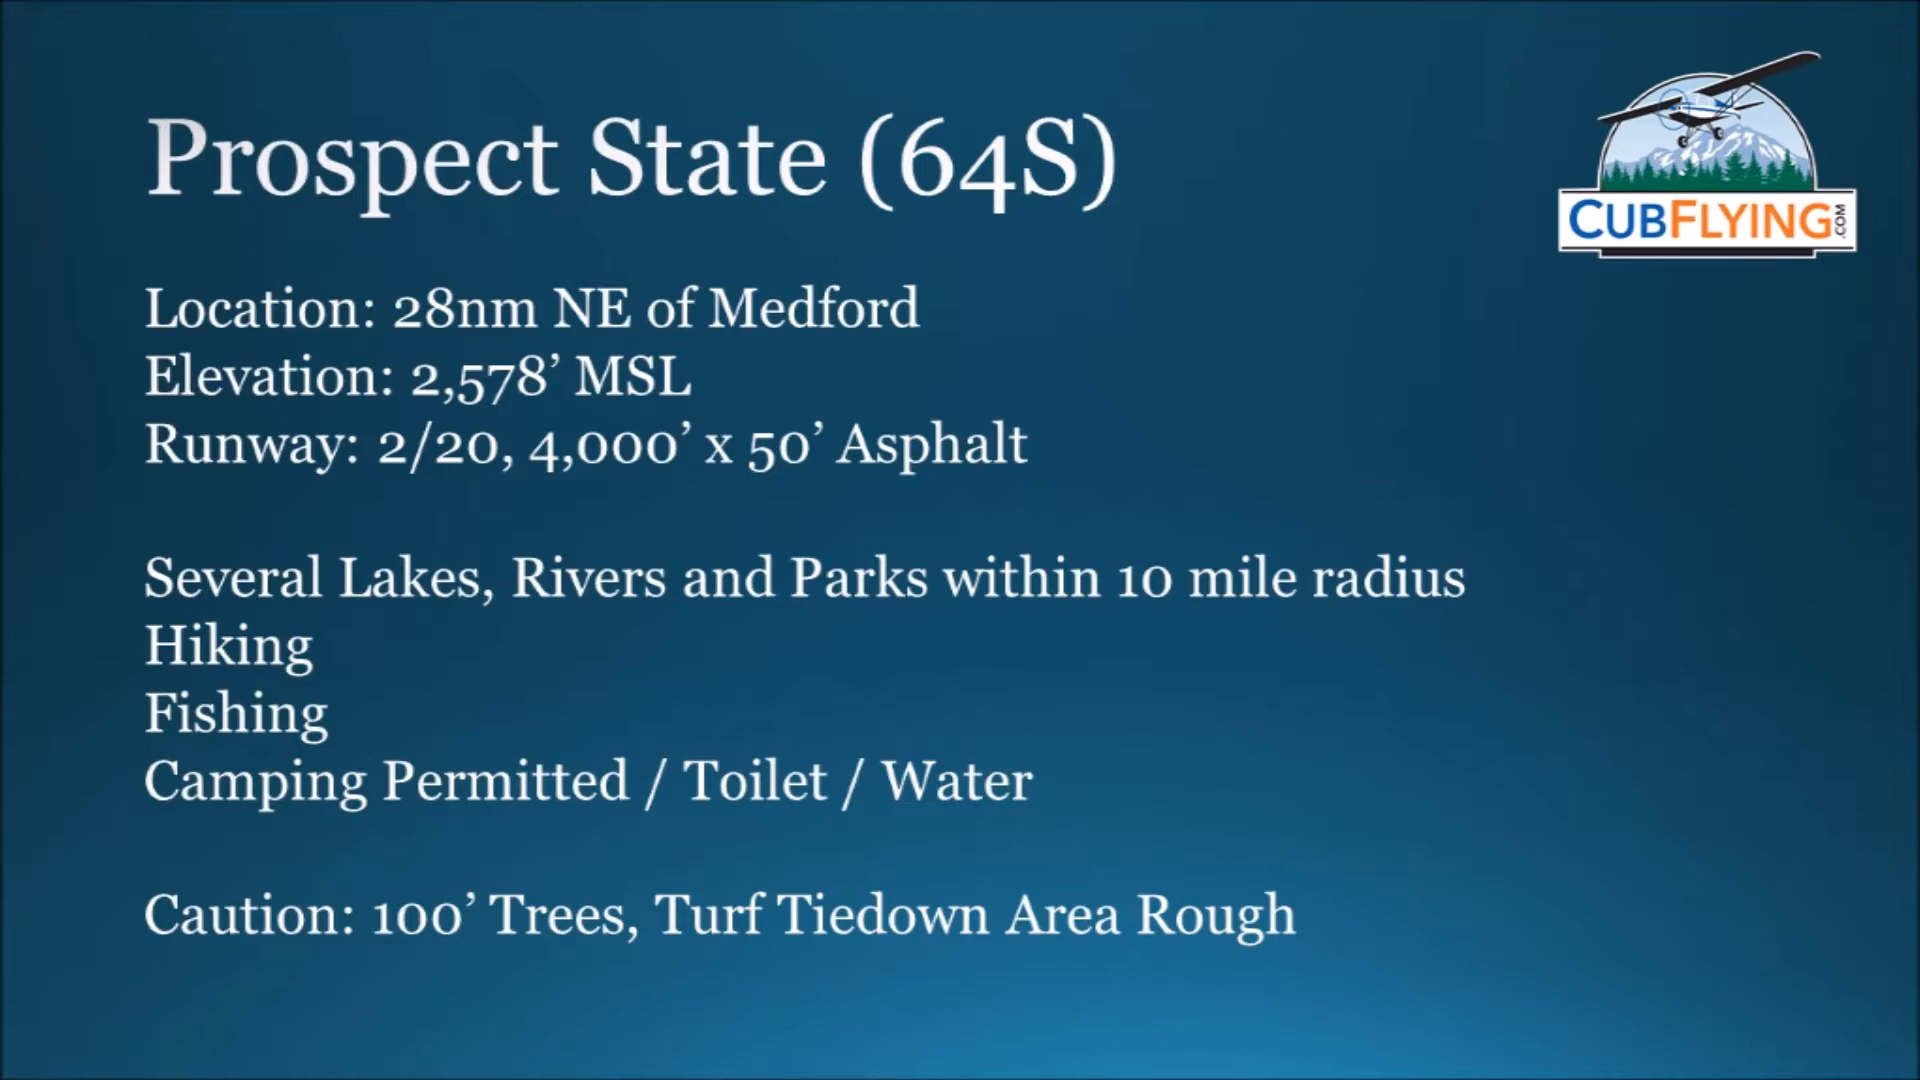 Prospect State (64S)
CUBFLYING.COM
Location: 28nm NE of Medford
Elevation: 2,578’ MSL
Runway: 2/20, 4,000’ x 50’ Asphalt
Several Lakes, Rivers and Parks within 10 mile radius
Hiking
Fishing
Camping Permitted / Toilet / Water
Caution: 100’ Trees, Turf Tiedown Area Rough